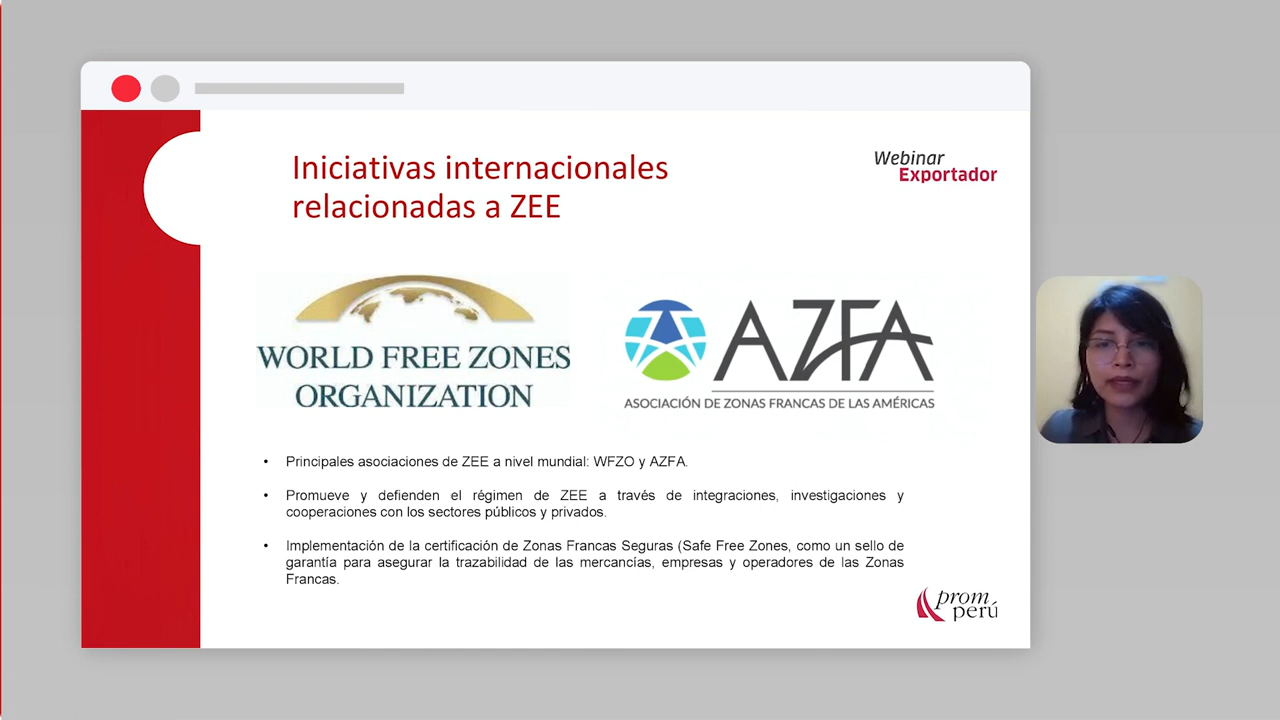 Iniciativas internacionales
relacionadas a ZEE
Webinar
Exportador
WORLD FREE ZONES
ORGANIZATION
AZFA
ASOCIACIÓN DE ZONAS FRANCAS DE LAS AMÉRICAS
• Principales asociaciones de ZEE a nivel mundial: WFZO y AZFA.
• Promueve y defienden el régimen de ZEE a través de integraciones, investigaciones y
cooperaciones con los sectores públicos y privados.
• Implementación de la certificación de Zonas Francas Seguras (Safe Free Zones, como un sello de
garantía para asegurar la trazabilidad de las mercancías, empresas y operadores de las Zonas
Francas.
prom
perú